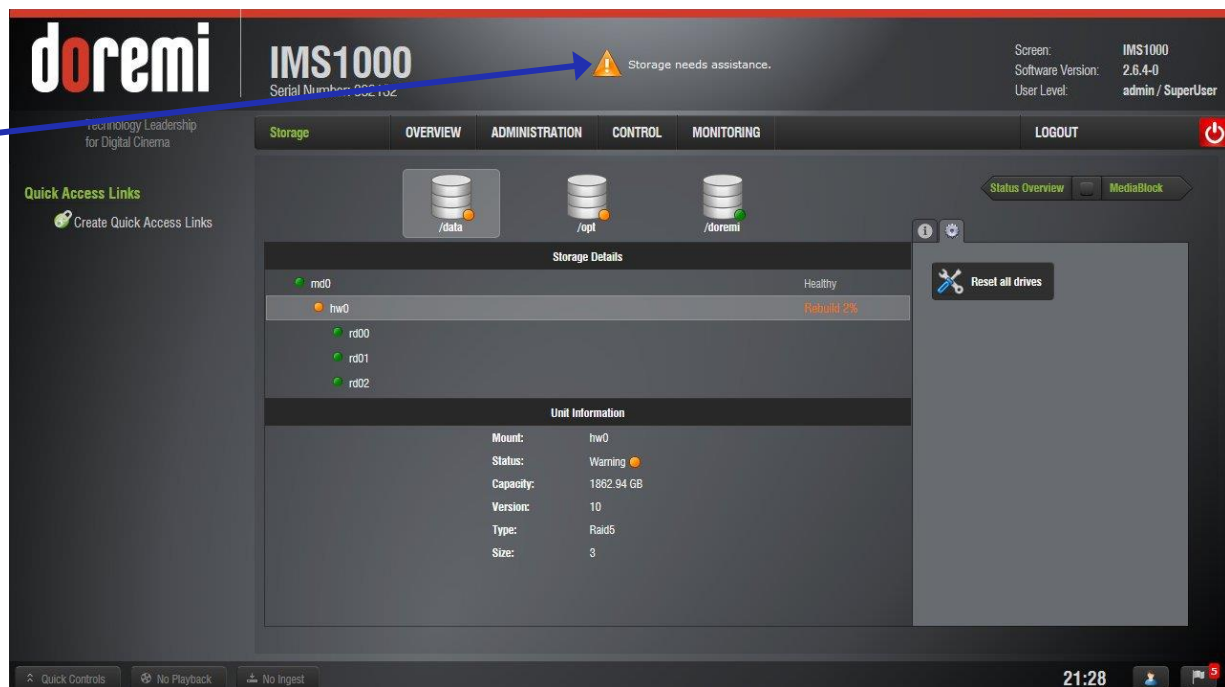 doremi
Technology Leadership
for Digital Cinema
IMS1000
Serial Number:
Storage needs assistance.
Screen: IMS1000
Software Version: 2.6.4-0
User Level: admin / SuperUser
Storage OVERVIEW ADMINISTRATION CONTROL MONITORING LOGOUT
Quick Access Links
Create Quick Access Links
/data /opt /doremi
Status Overview MediaBlock
Storage Details
md0 Healthy
hw0 Rebuild 2%
rd00
rd01
rd02
Reset all drives
Unit Information
Mount: hw0
Status: Warning
Capacity: 1862.94 GB
Version: 10
Type: Raid5
Size: 3
Quick Controls No Playback No Ingest 21:28 5